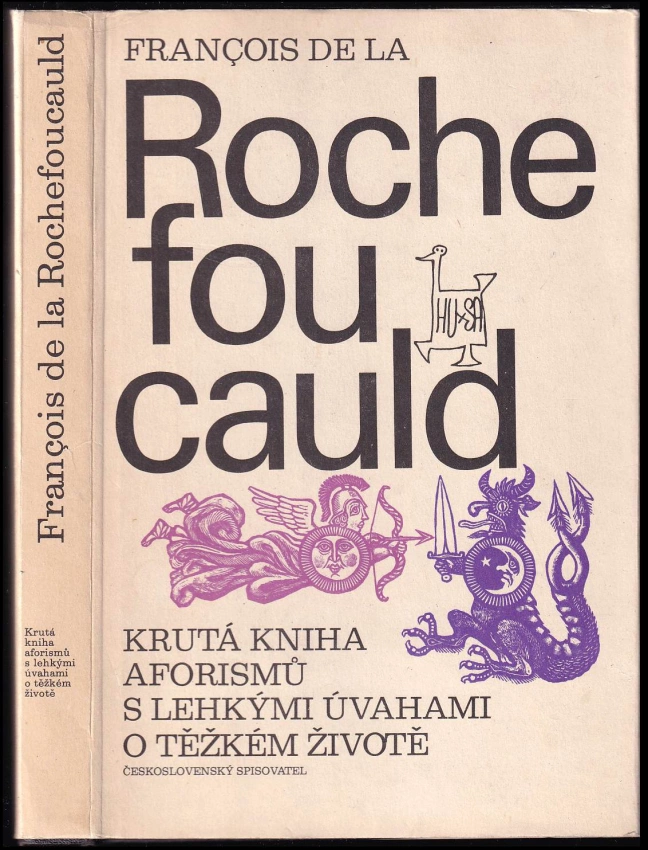 François de la Rochefoucauld
Krutá
kniha
aforismů
s lehkými
úvahami
o těžkém
životě
FRANÇOIS DE LA
Roche
fou
cauld
HUSA
KRUTÁ KNIHA
AFORISMŮ
S LEHKÝMI ÚVAHAMI
O TĚŽKÉM ŽIVOTĚ
ČESKOSLOVENSKÝ SPISOVATEL